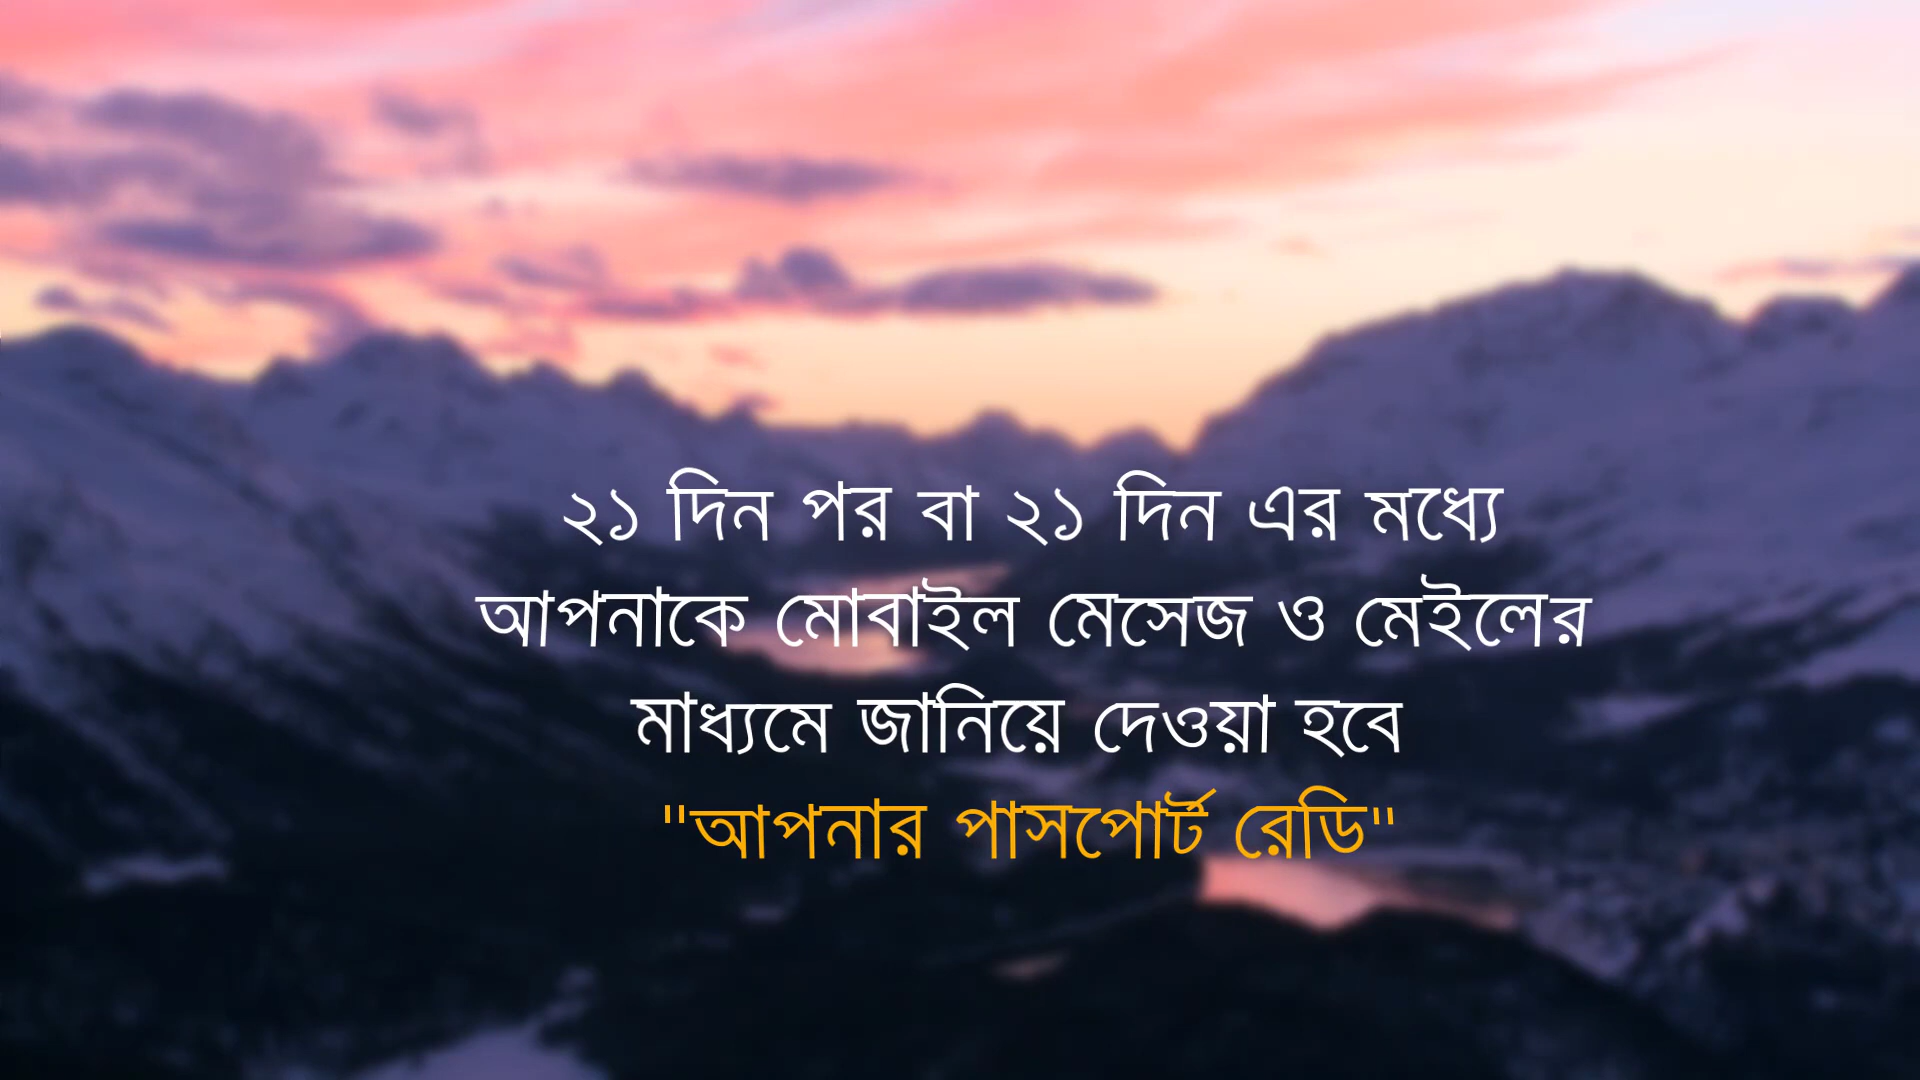 ২১ দিন পর বা ২১ দিন এর মধ্যে
আপনাকে মোবাইল মেসেজ ও মেইলের
মাধ্যমে জানিয়ে দেওয়া হবে
"আপনার পাসপোর্ট রেডি"